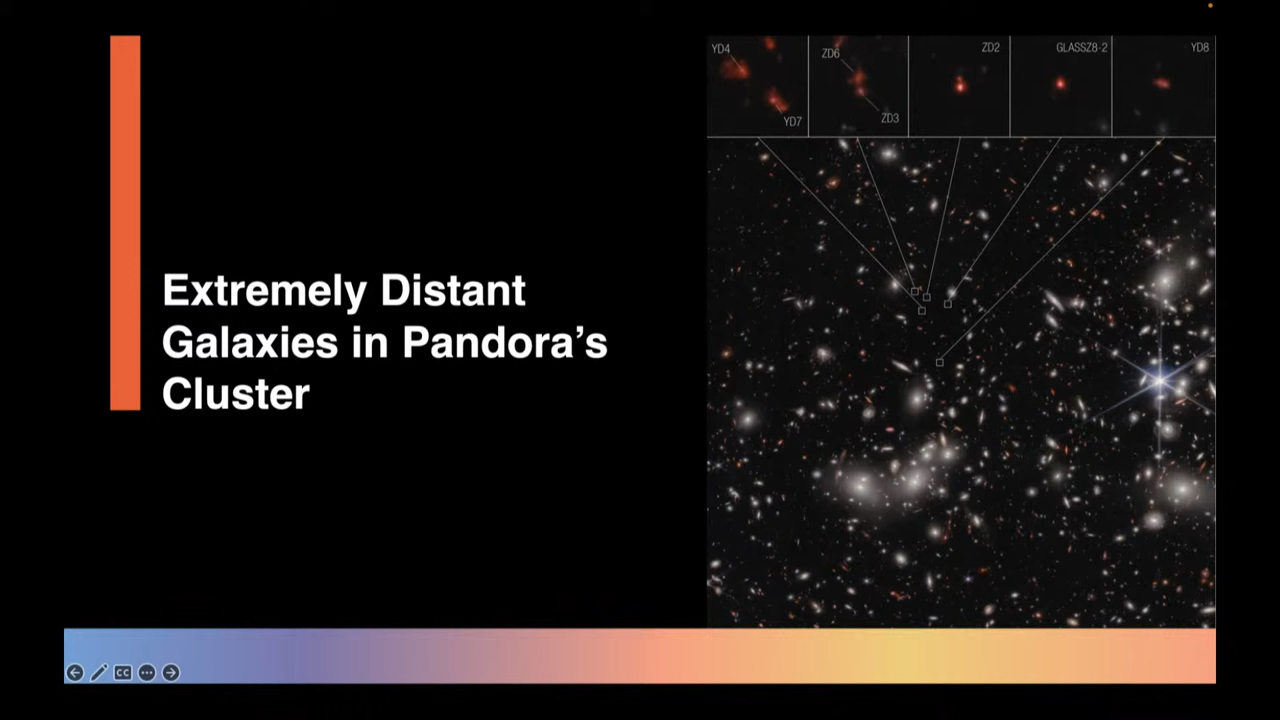 Extremely Distant
Galaxies in Pandora’s
Cluster
YD4
YD7
ZD6
ZD3
ZD2
GLASSZ8-2
YD8
CC